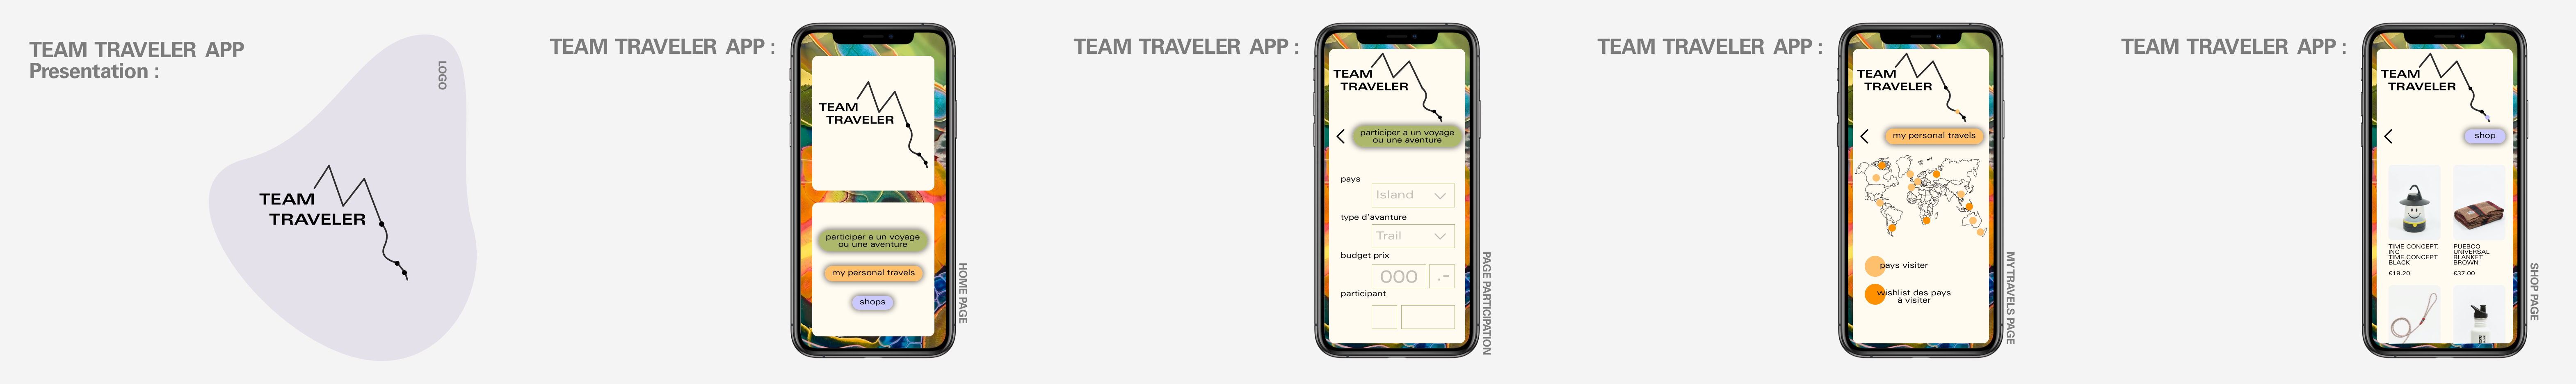 TEAM TRAVELER APP
Presentation :
LOGO
TEAM
TRAVELER
TEAM TRAVELER APP :
TEAM
TRAVELER
participer a un voyage
ou une aventure
my personal travels
shops
HOME PAGE
TEAM TRAVELER APP :
TEAM
TRAVELER
participer a un voyage
ou une aventure
pays
Island
type d'avanture
Trail
budget prix
000 .-
participant
PAGE PARTICIPATION
TEAM TRAVELER APP :
TEAM
TRAVELER
my personal travels
pays visiter
wishlist des pays
à visiter
MYTRAVELS PAGE
TEAM TRAVELER APP :
TEAM
TRAVELER
shop
TIME CONCEPT,
INC
TIME CONCEPT
BLACK
€19.20
PUEBCO
UNIVERSAL
BLANKET
BROWN
€37.00
SHOP PAGE